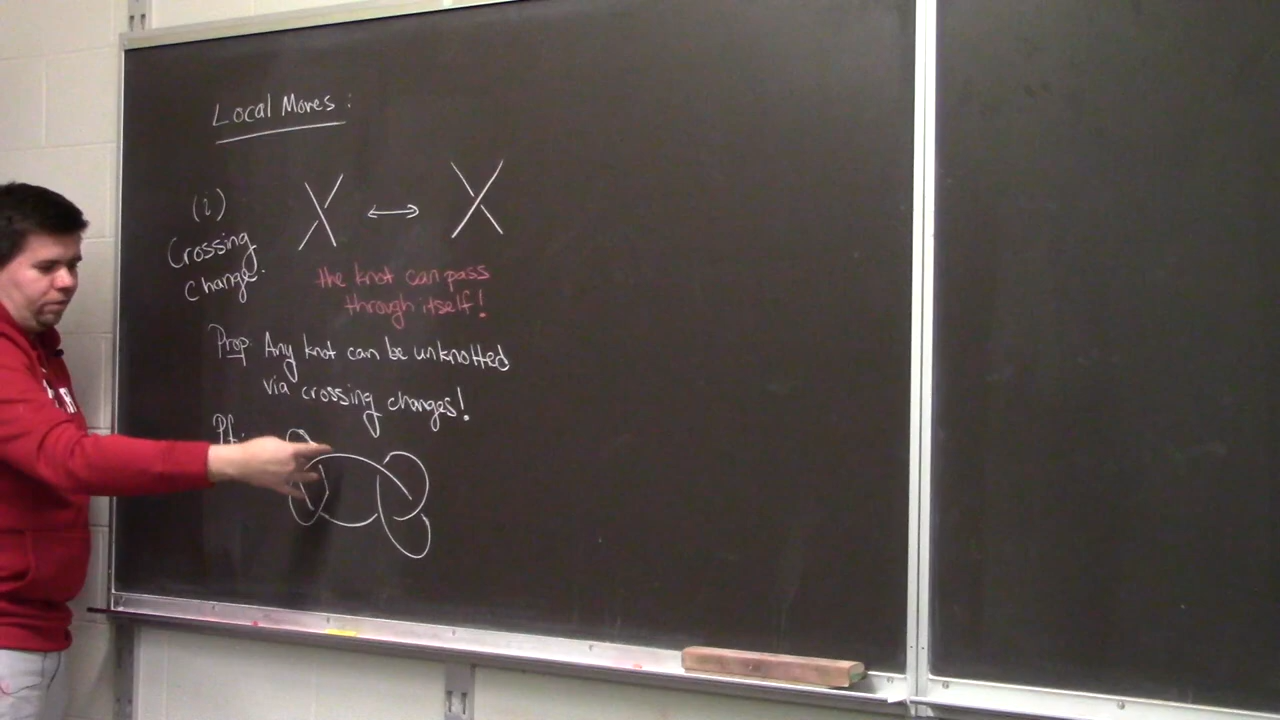 Local Moves:
(i)
Crossing
change.
the knot can pass
through itself!
Prop. Any knot can be unknotted
via crossing changes!
Pf.